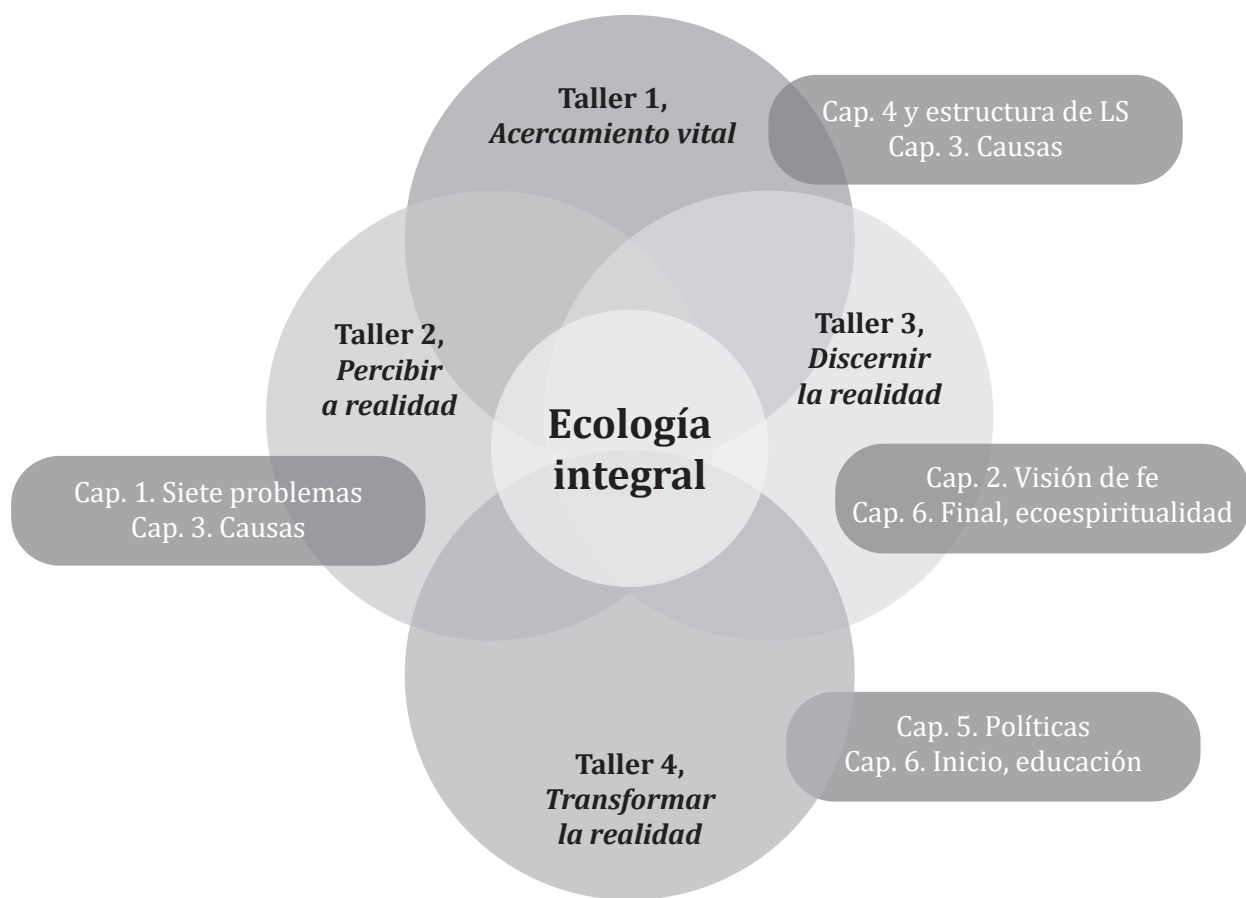 Taller 1,
Acercamiento vital
Cap. 4 y estructura de LS
Cap. 3. Causas
Taller 2,
Percibir
a realidad
Taller 3,
Discernir
la realidad
Ecología
integral
Cap. 1. Siete problemas
Cap. 3. Causas
Cap. 2. Visión de fe
Cap. 6. Final, ecoespiritualidad
Taller 4,
Transformar
la realidad
Cap. 5. Políticas
Cap. 6. Inicio, educación